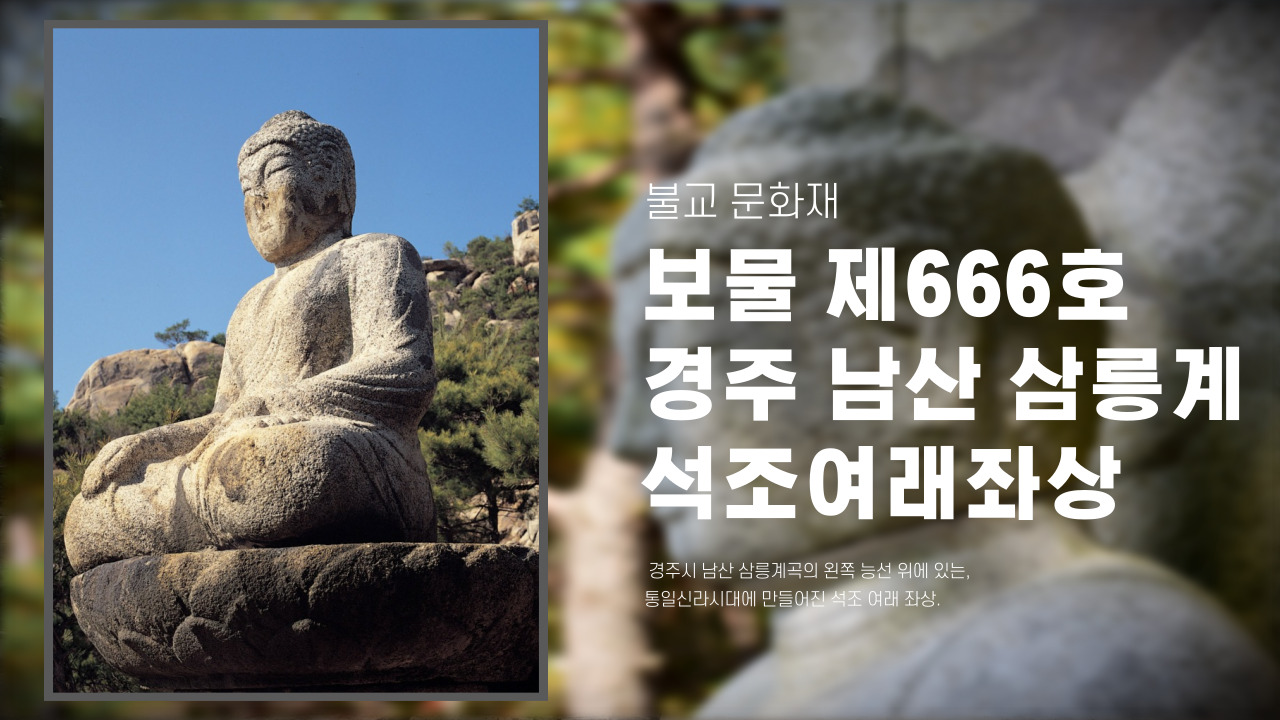 불교 문화재
보물 제666호
경주 남산 삼릉계
석조여래좌상
경주시 남산 삼릉계곡의 왼쪽 능선 위에 있는,
통일신라시대에 만들어진 석조 여래 좌상.